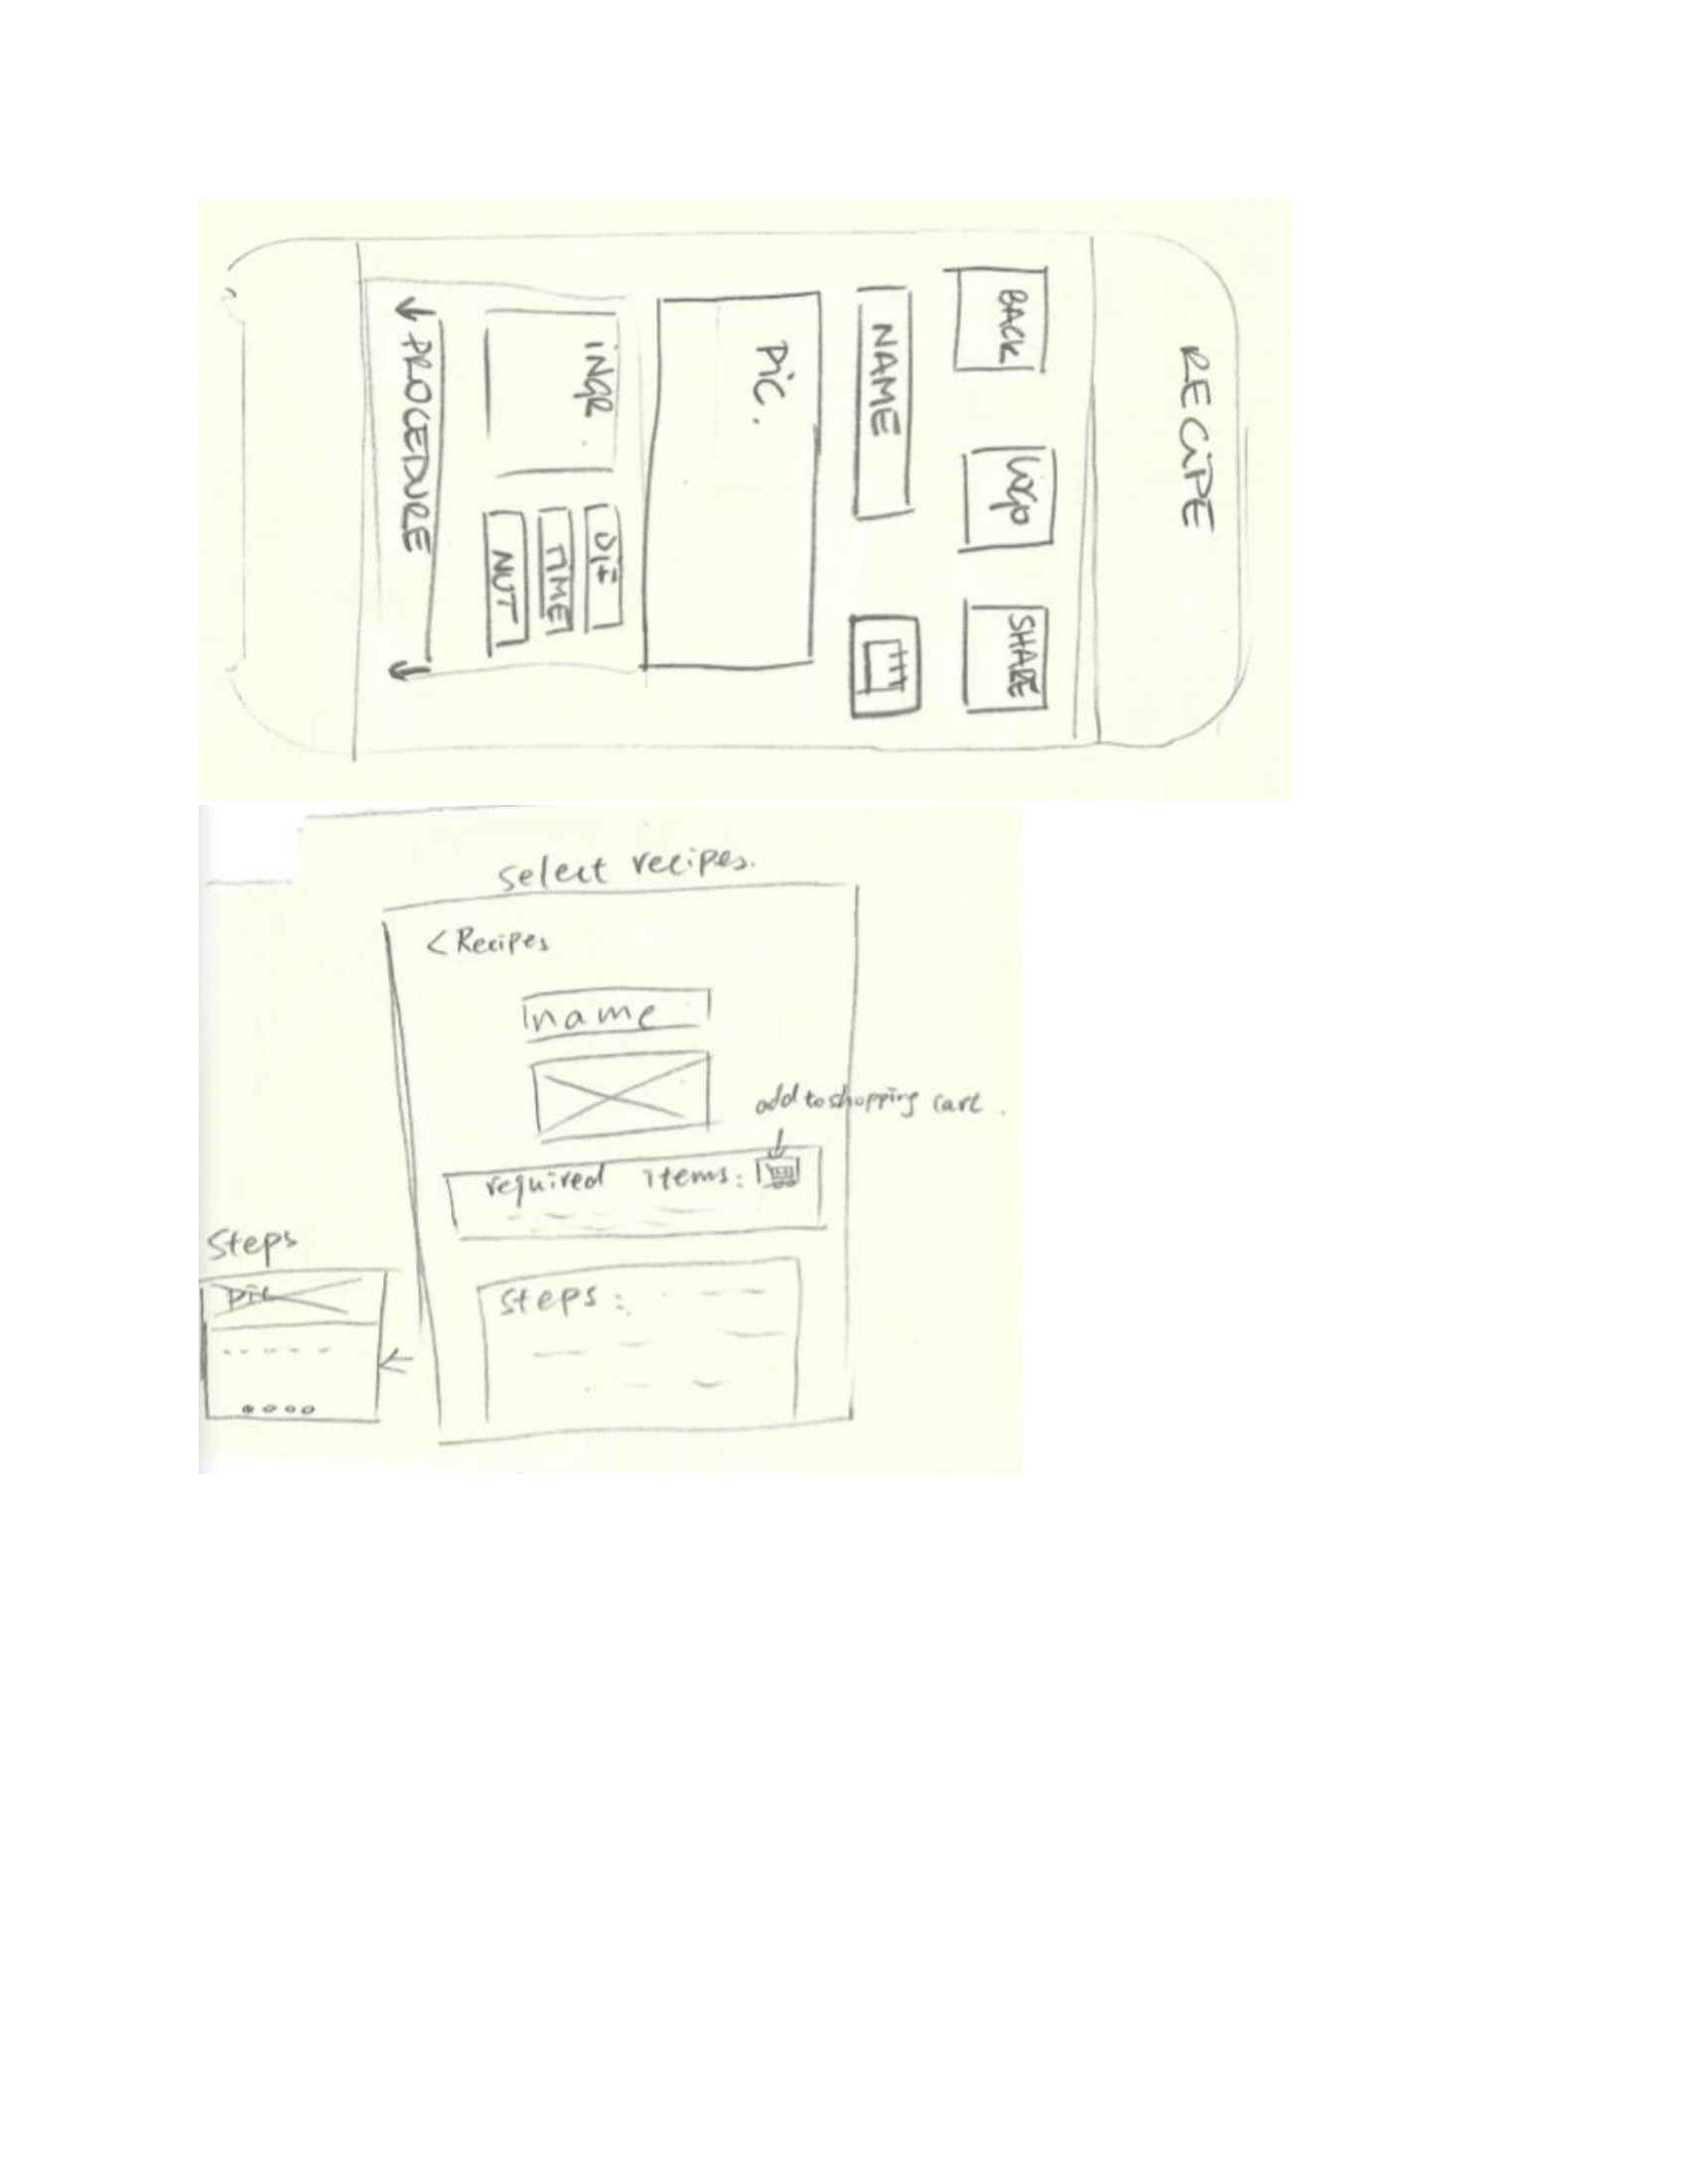 RECIPE
BACK
LOGO
SHARE
NAME
PIC.
INGR
DIF
TIME
NUT
PROCEDURE
select recipes.
< Recipes
name
add to shopping cart.
required items:
Steps
pic
steps: